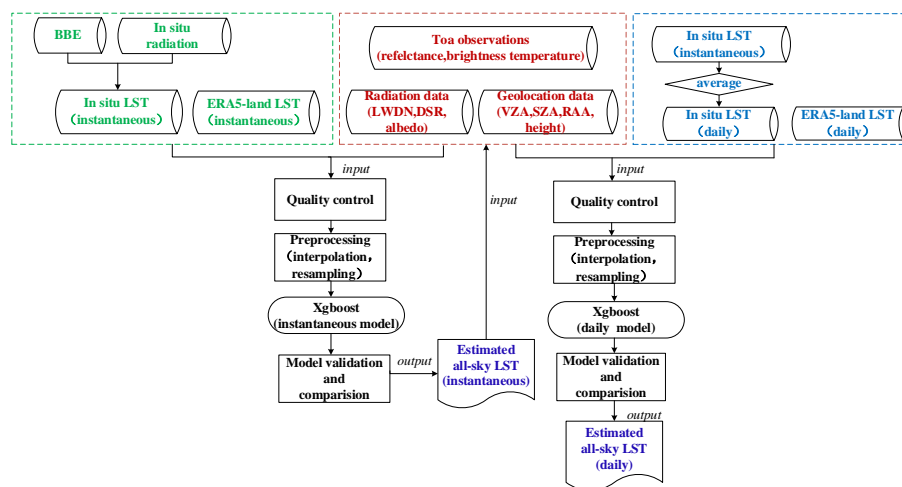 BBE
In situ
radiation
In situ LST
（instantaneous）
ERA5-land LST
（instantaneous）
Toa observations
(refelctance,brightness temperature)
Radiation data
(LWDN,DSR,
albedo)
Geolocation data
(VZA,SZA,RAA,
height)
In situ LST
（instantaneous）
average
In situ LST
(daily)
ERA5-land LST
(daily)
input
Quality control
Preprocessing
（interpolation，
resampling）
Xgboost
(instantaneous model)
Model validation
and
comparision
output
Estimated
all-sky LST
(instantaneous)
input
input
Quality control
Preprocessing
（interpolation，
resampling）
Xgboost
(daily model)
Model validation
and
comparision
output
Estimated
all-sky LST
(daily)